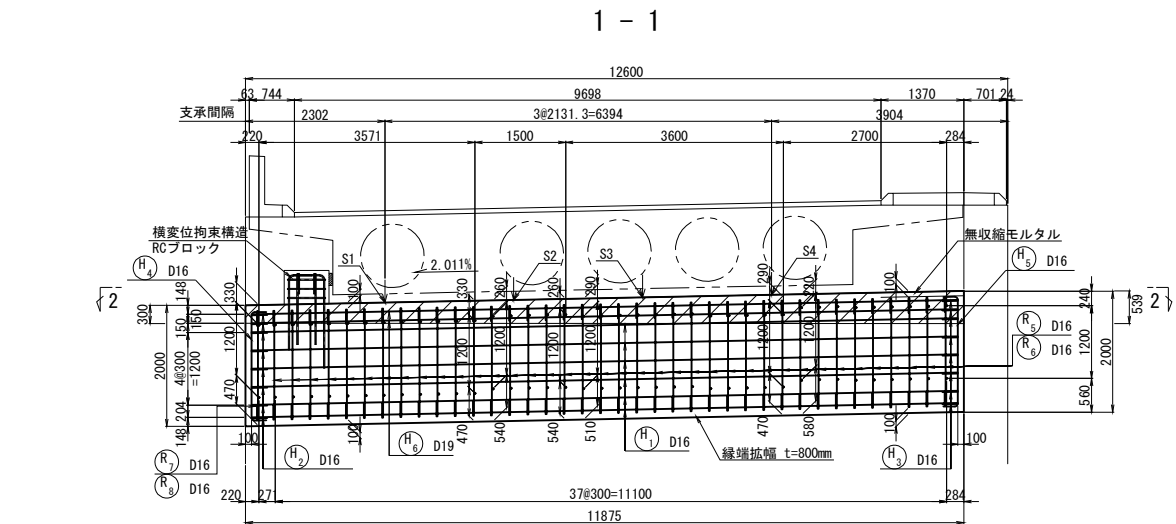 1 - 1
12600
63 744 9698 1370 701 24
支承間隔 2302 3@2131.3=6394 3904
220 3571 1500 3600 2700 284
横変位拘束構造
RCブロック
無収縮モルタル
S1 2.011% S2 S3 S4
H4 D16
H5 D16
2 2
148 330 100 330 260 260 290 290 220 100 240
300 150 150
539
R5 D16
R6 D16
2000 4@300 =1200 1200 1200 1200 1200 1200 1200 1200 1200 2000
470 560
204
148 100 100 470 540 540 510 470 580 100 100
R7 D16
R8 D16
H2 D16
H6 D19
H1 D16
縁端拡幅 t=800mm
H3 D16
220 271 37@300=11100 284
11875